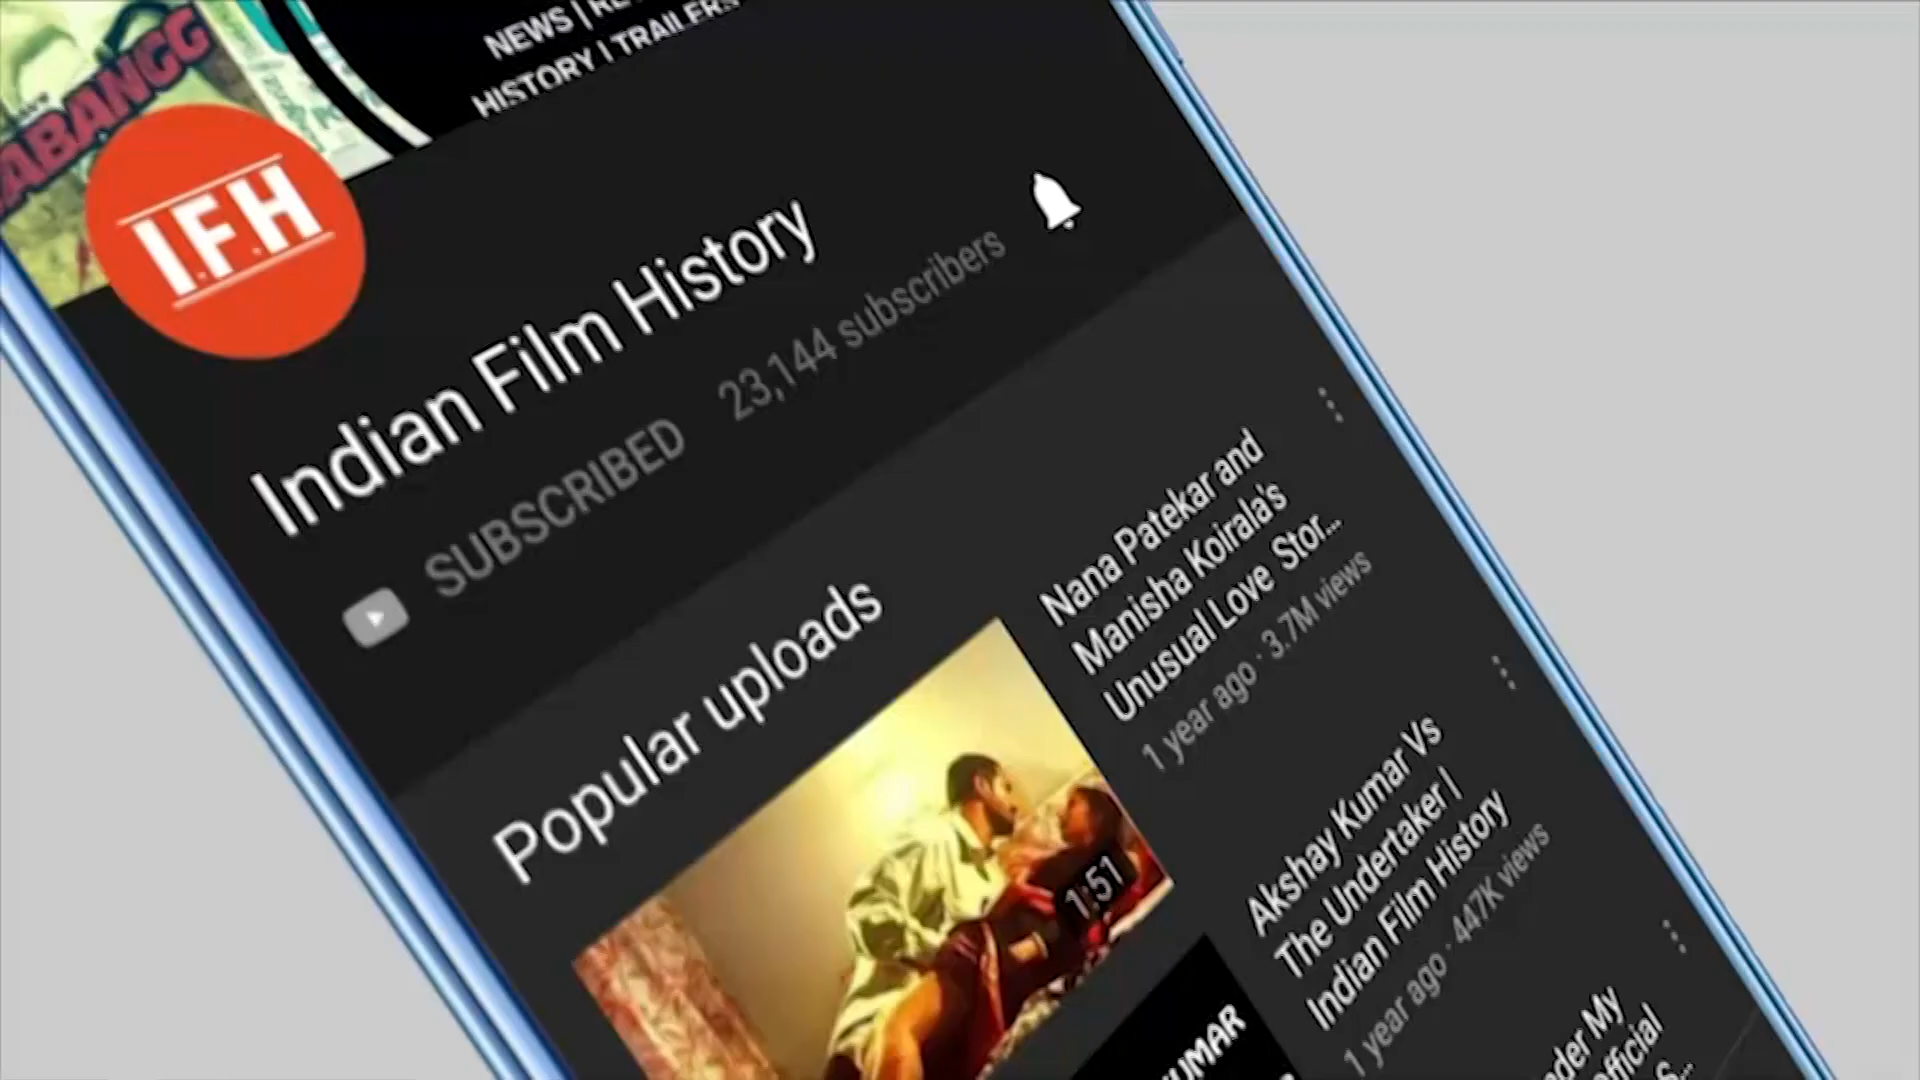 NEWS |
HISTORY | TRAILERS
ABANGG
I.F.H
Indian Film History
SUBSCRIBED 23,144 subscribers
Popular uploads
1:51
Nana Patekar and
Manisha Koirala's
Unusual Love Stor...
1 year ago · 3.7M views
Akshay Kumar Vs
The Undertaker |
Indian Film History
1 year ago · 447K views
UMAR
My
S...